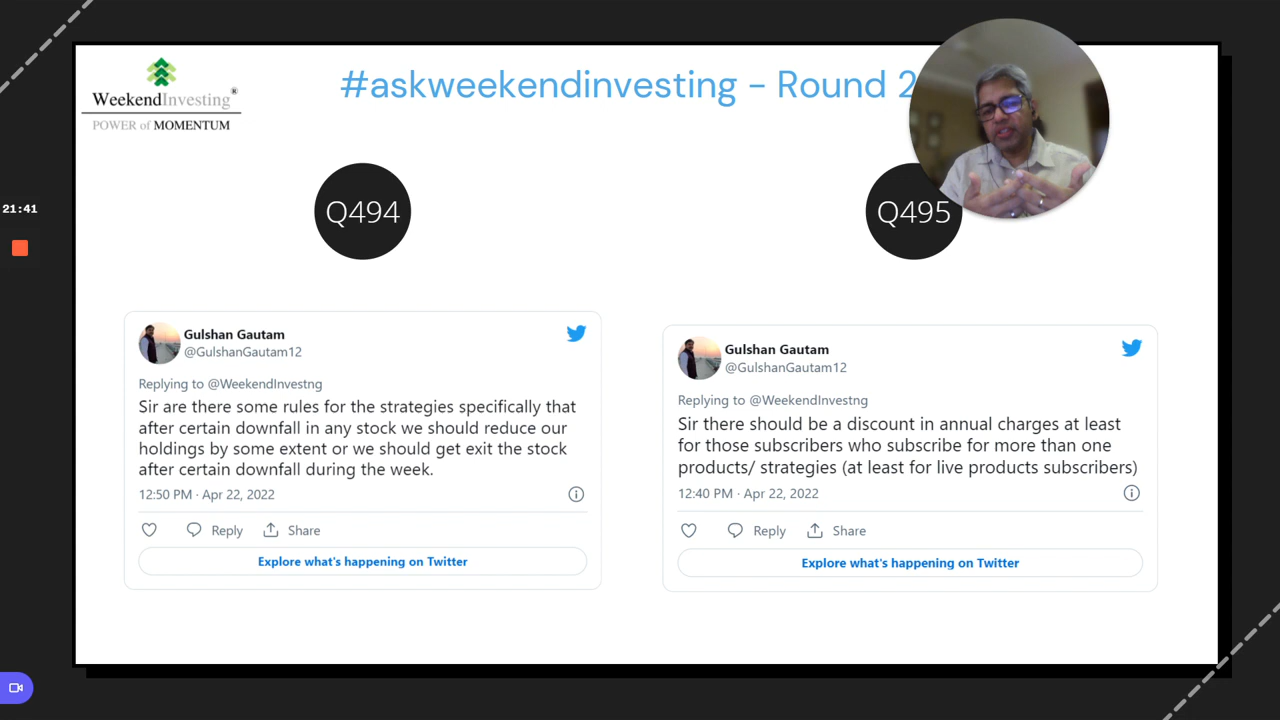 WeekendInvesting®
POWER of MOMENTUM
#askweekendinvesting - Round 2
21:41
Q494
Q495
Gulshan Gautam
@GulshanGautam12
Replying to @WeekendInvestng
Sir are there some rules for the strategies specifically that
after certain downfall in any stock we should reduce our
holdings by some extent or we should get exit the stock
after certain downfall during the week.
12:50 PM · Apr 22, 2022
Reply
Share
Explore what's happening on Twitter
Gulshan Gautam
@GulshanGautam12
Replying to @WeekendInvestng
Sir there should be a discount in annual charges at least
for those subscribers who subscribe for more than one
products/ strategies (at least for live products subscribers)
12:40 PM · Apr 22, 2022
Reply
Share
Explore what's happening on Twitter